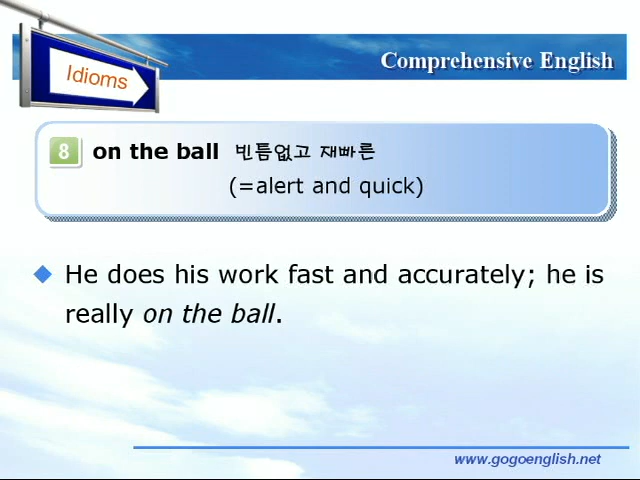 Idioms
Comprehensive English
8 on the ball 빈틈없고 재빠른
(=alert and quick)
He does his work fast and accurately; he is
really on the ball.
www.gogoenglish.net